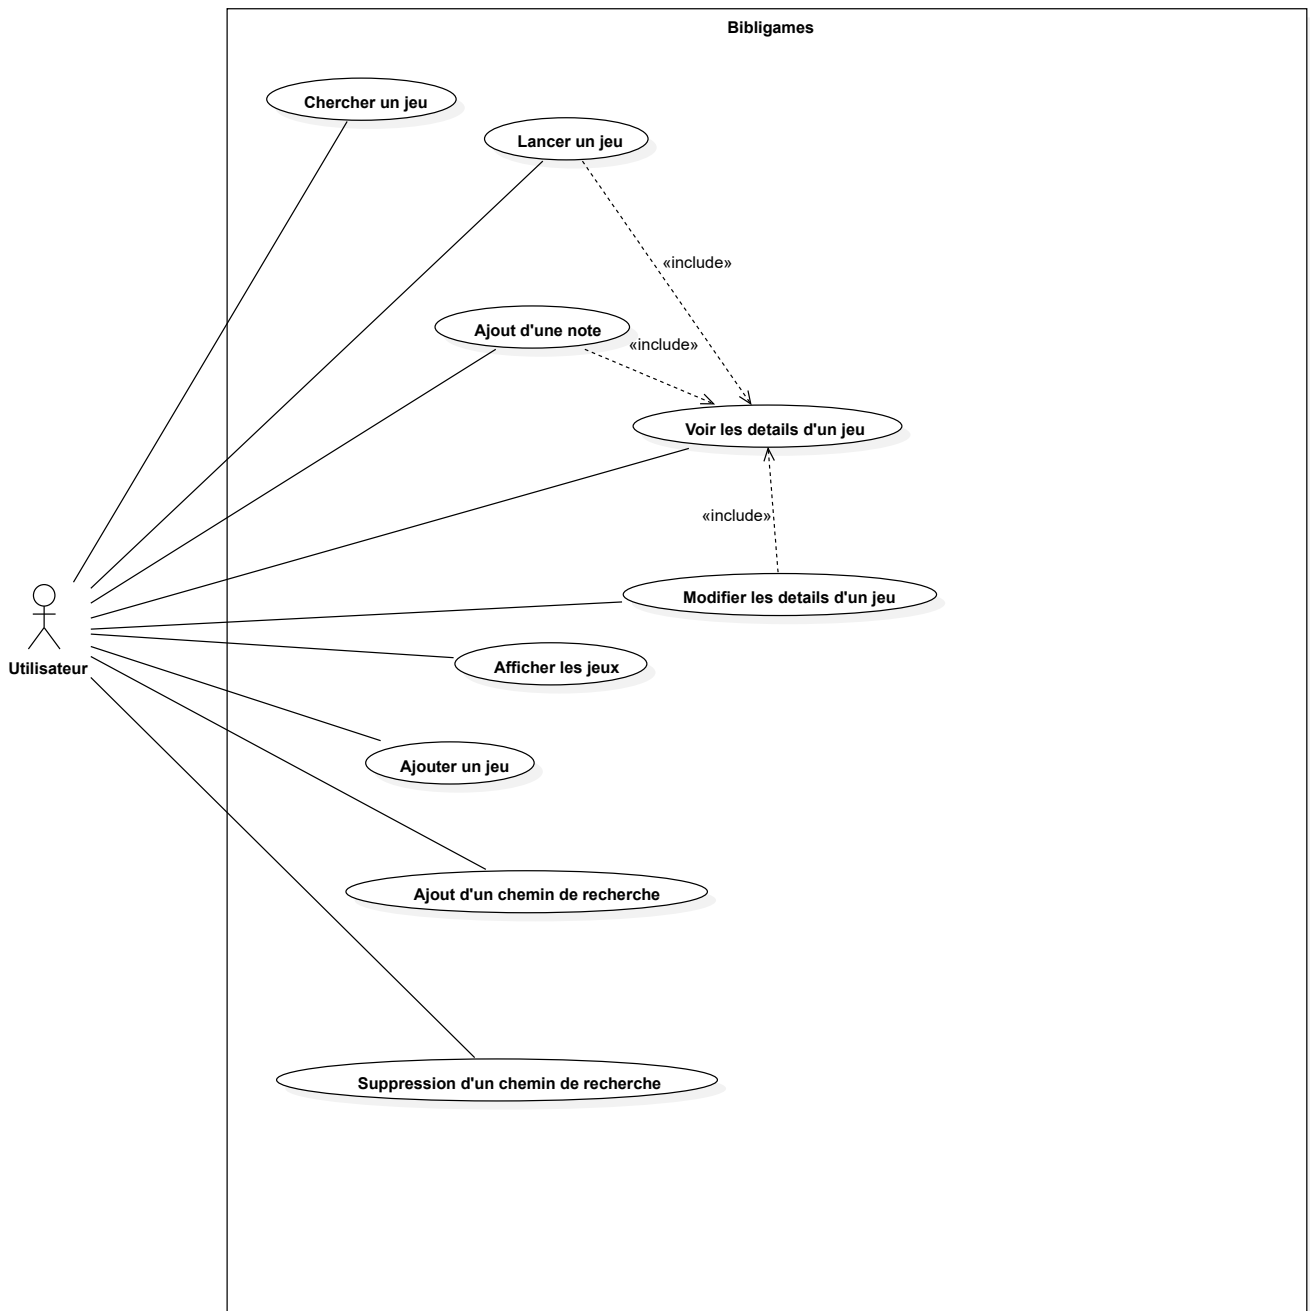 Bibligames
Chercher un jeu
Lancer un jeu
«include»
Ajout d'une note
«include»
Voir les details d'un jeu
«include»
Modifier les details d'un jeu
Utilisateur
Afficher les jeux
Ajouter un jeu
Ajout d'un chemin de recherche
Suppression d'un chemin de recherche